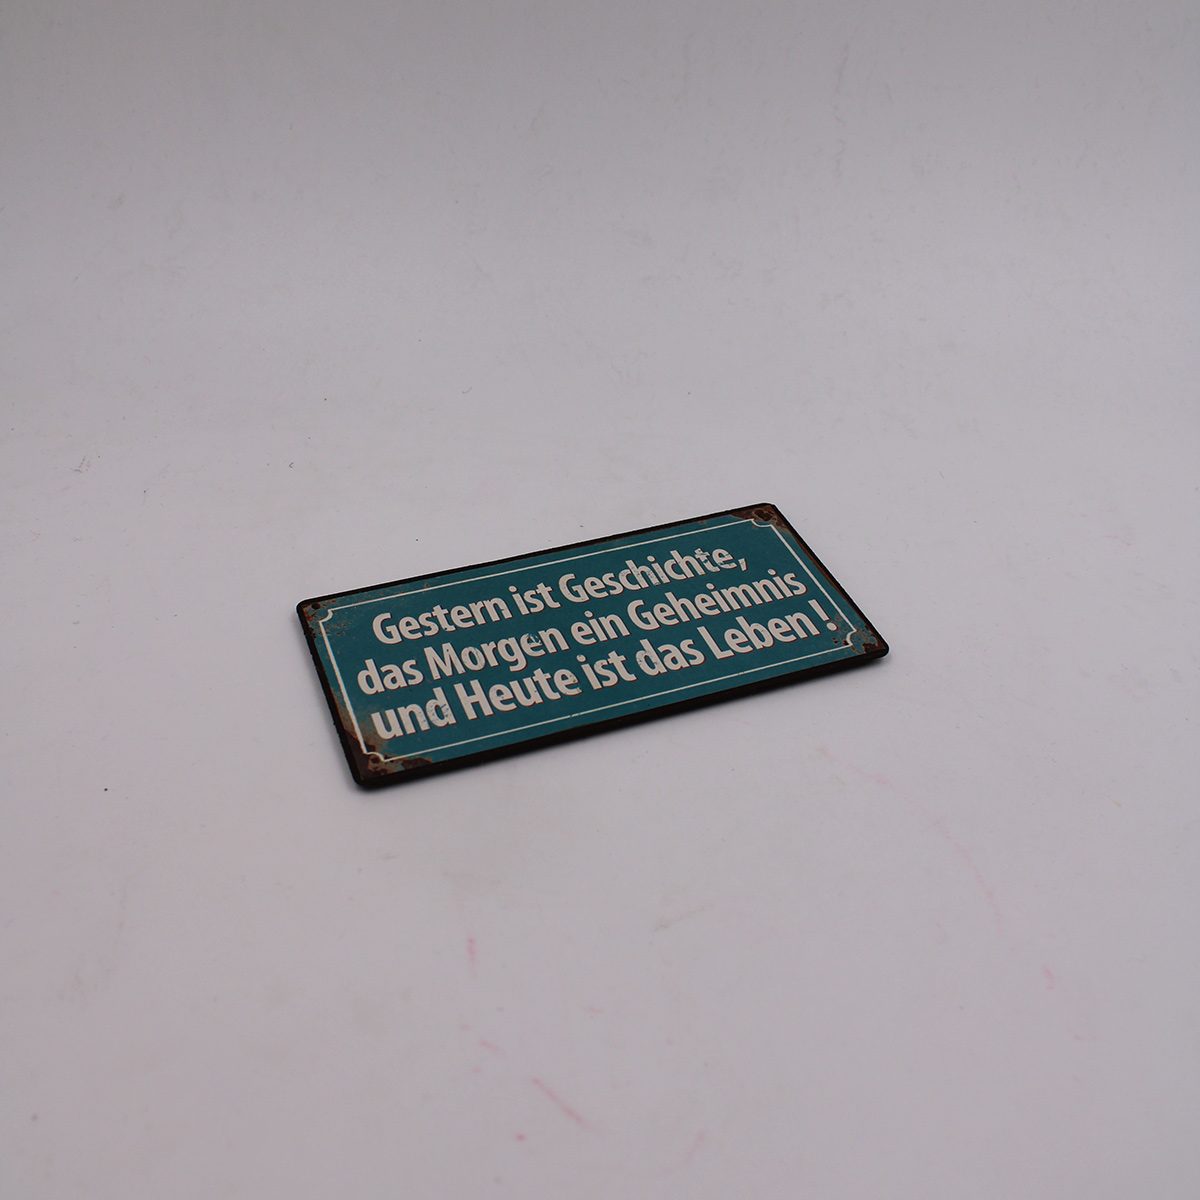 Gestern ist Geschichte,
das Morgen ein Geheimnis
und Heute ist das Leben !